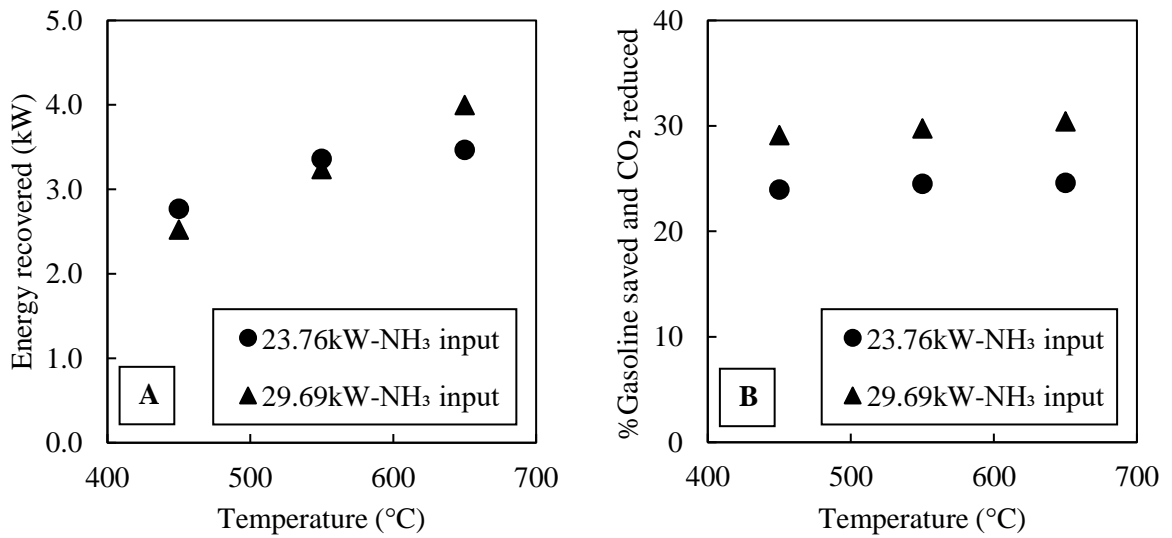 Energy recovered (kW)
5.0
4.0
3.0
2.0
1.0
0.0
23.76kW-NH₃ input
29.69kW-NH₃ input
A
400
500
600
700
Temperature (°C)
%Gasoline saved and CO₂ reduced
40
30
20
10
0
23.76kW-NH₃ input
29.69kW-NH₃ input
B
400
500
600
700
Temperature (°C)